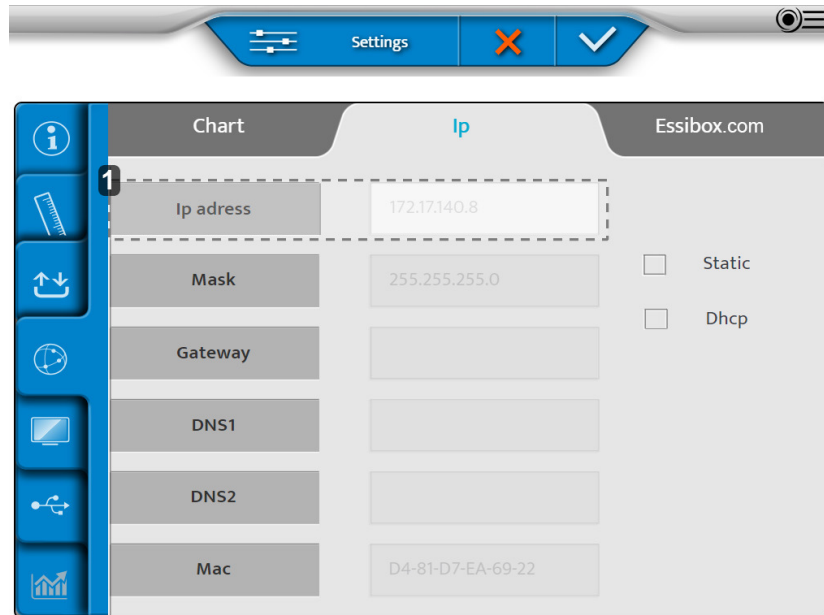 Settings
Chart
Ip
Essibox.com
1
Ip adress
172.17.140.8
Mask
255.255.255.0
Static
Dhcp
Gateway
DNS1
DNS2
Mac
D4-81-D7-EA-69-22